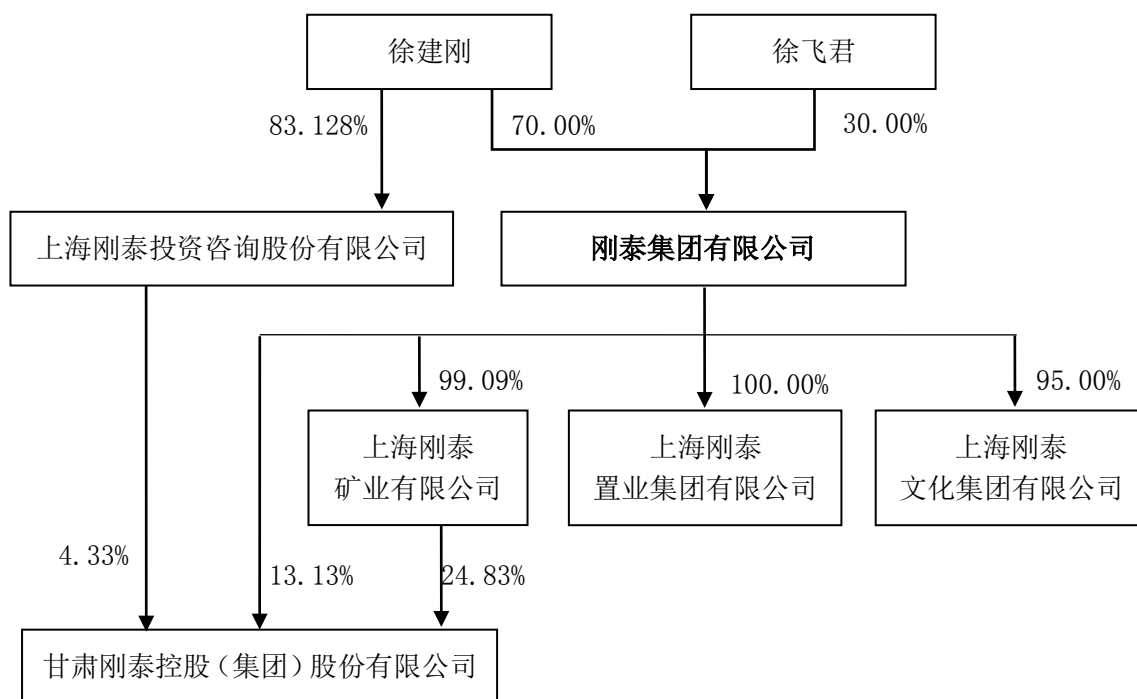 徐建刚
徐飞君
83.128%
70.00%
30.00%
上海刚泰投资咨询股份有限公司
刚泰集团有限公司
99.09%
100.00%
95.00%
上海刚泰
矿业有限公司
上海刚泰
置业集团有限公司
上海刚泰
文化集团有限公司
4.33%
13.13%
24.83%
甘肃刚泰控股（集团）股份有限公司